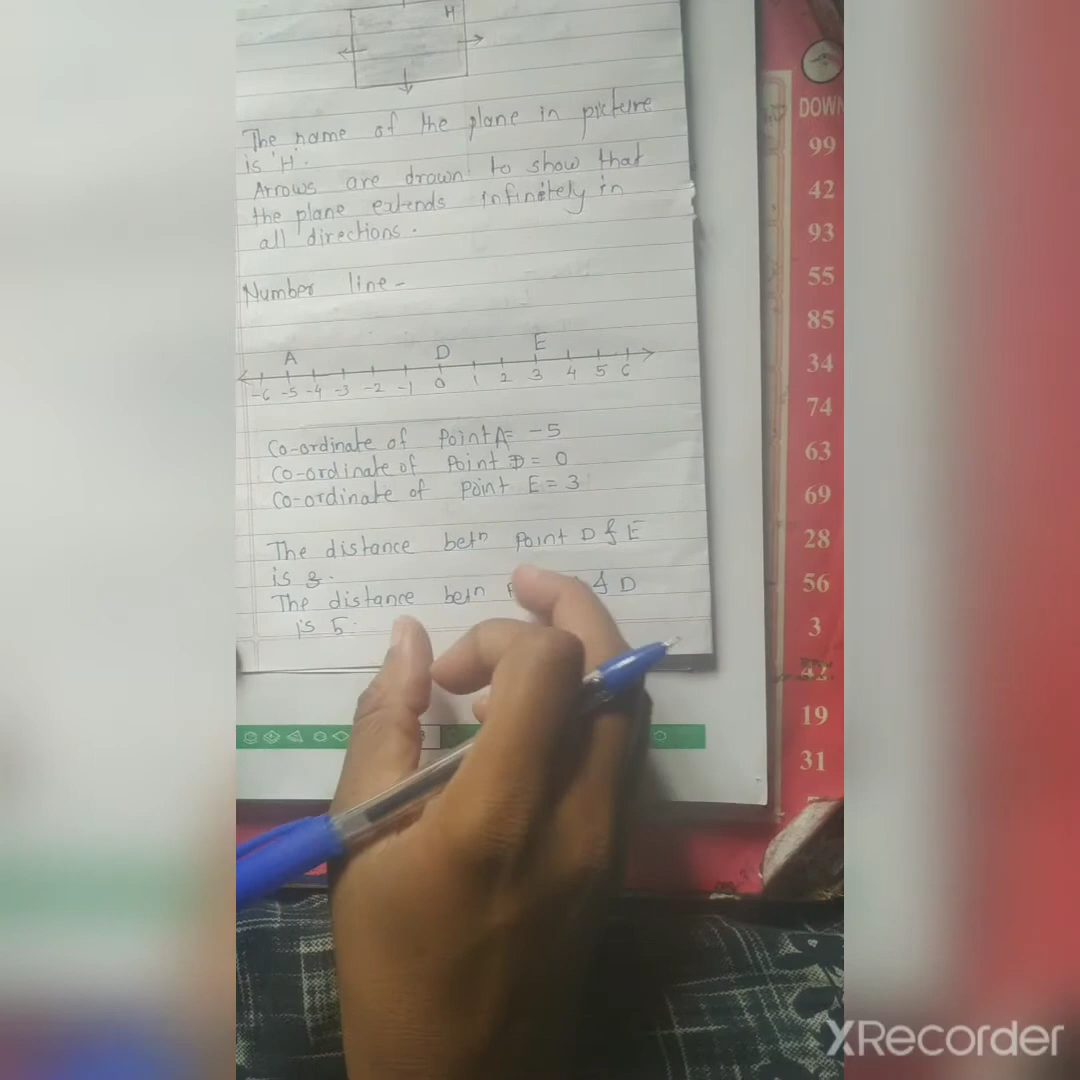 H
The name of the plane in picture
is 'H'.
Arrows are drawn to show that
the plane extends infinitely in
all directions.
Number line -
A D E
-6 -5 -4 -3 -2 -1 0 1 2 3 4 5 6
Co-ordinate of Point A= -5
Co-ordinate of Point D= 0
Co-ordinate of Point E= 3
The distance betn Point D & E
is 3.
The distance betn & D
is 5.
DOWN
99
42
93
55
85
34
74
63
69
28
56
3
42
19
31
XRecorder